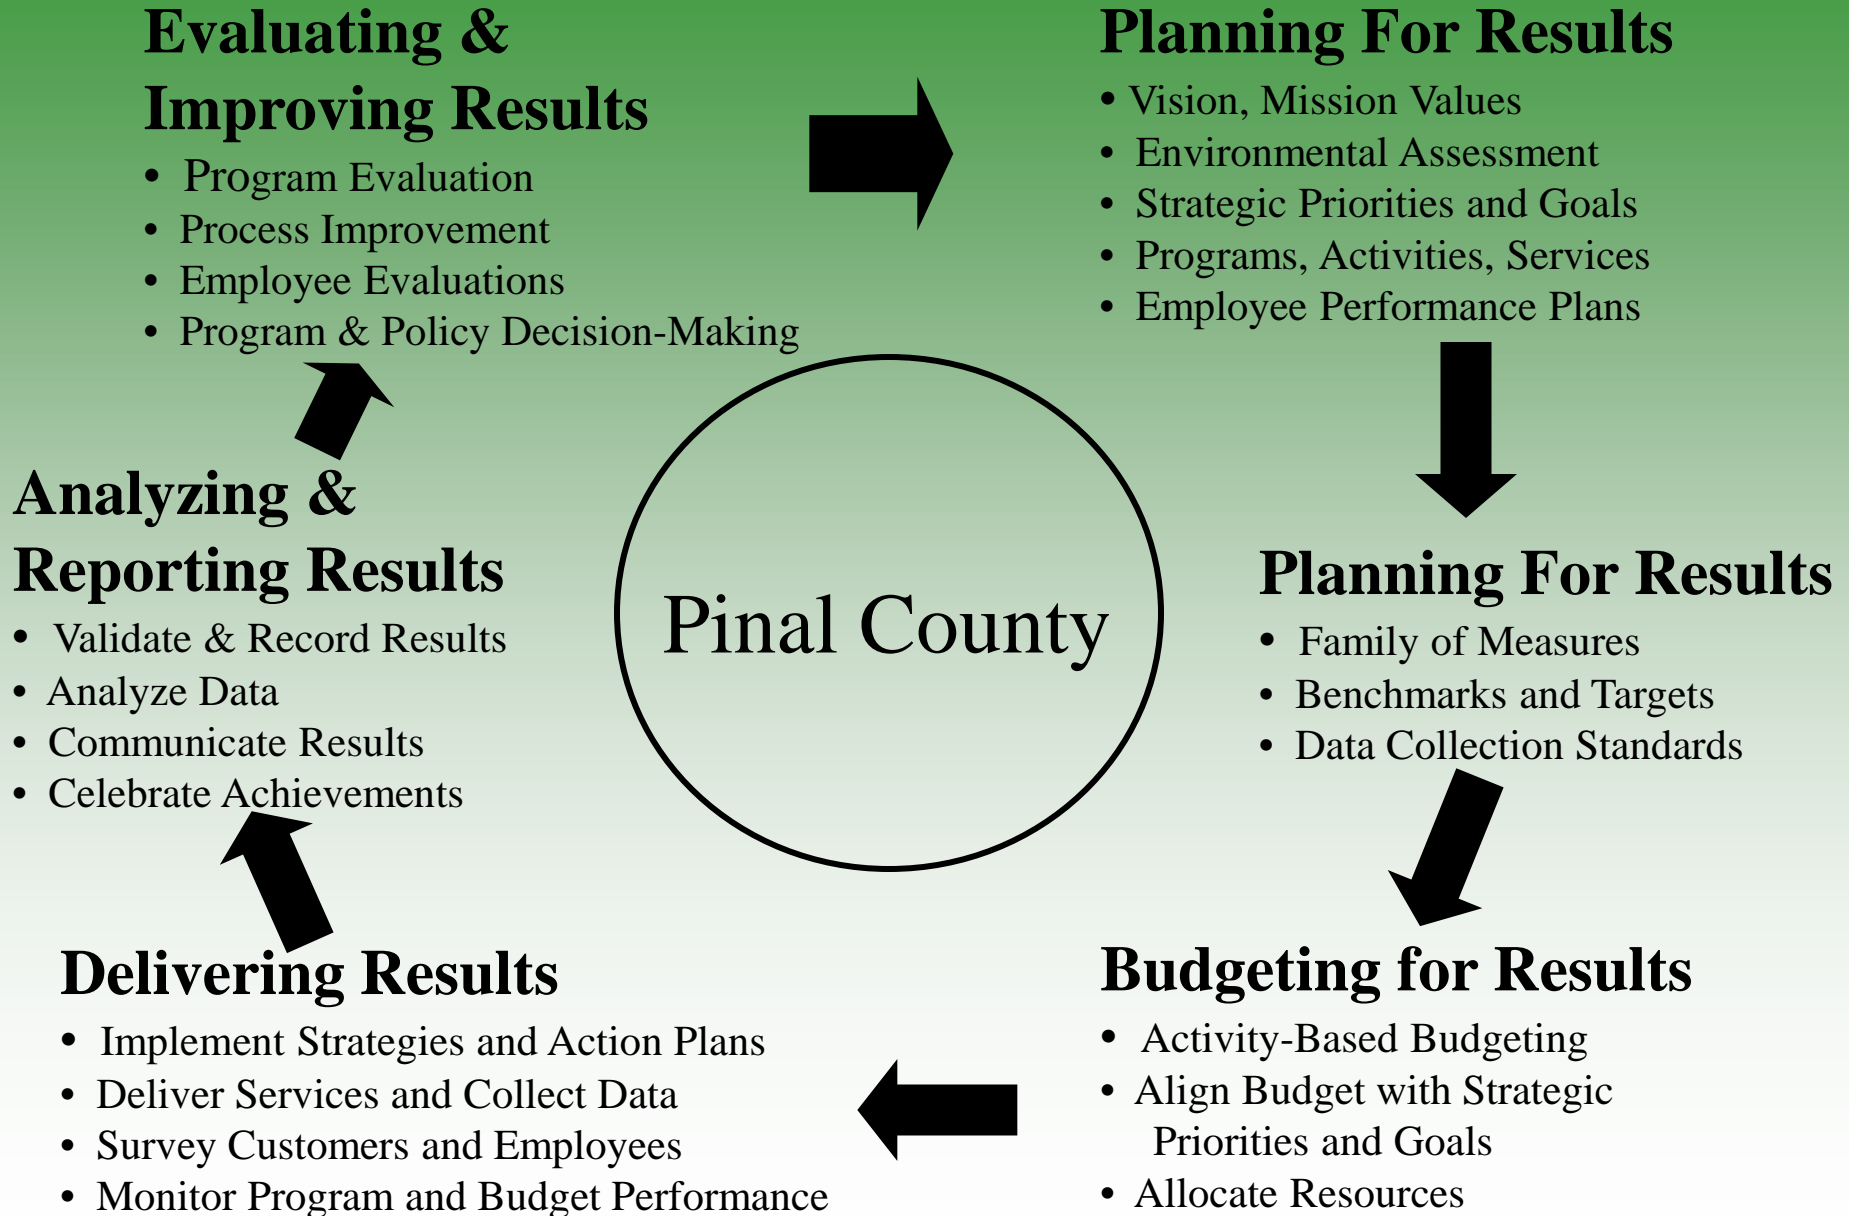 Evaluating &
Improving Results
• Program Evaluation
• Process Improvement
• Employee Evaluations
• Program & Policy Decision-Making
Planning For Results
• Vision, Mission Values
• Environmental Assessment
• Strategic Priorities and Goals
• Programs, Activities, Services
• Employee Performance Plans
Analyzing &
Reporting Results
• Validate & Record Results
• Analyze Data
• Communicate Results
• Celebrate Achievements
Pinal County
Planning For Results
• Family of Measures
• Benchmarks and Targets
• Data Collection Standards
Delivering Results
• Implement Strategies and Action Plans
• Deliver Services and Collect Data
• Survey Customers and Employees
• Monitor Program and Budget Performance
Budgeting for Results
• Activity-Based Budgeting
• Align Budget with Strategic
Priorities and Goals
• Allocate Resources